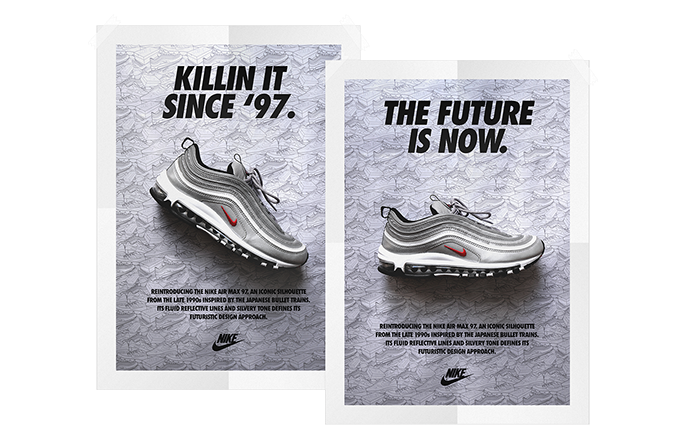 KILLIN IT
SINCE ‘97.
REINTRODUCING THE NIKE AIR MAX 97, AN ICONIC SILHOUETTE
FROM THE LATE 1990s INSPIRED BY THE JAPANESE BULLET TRAINS.
ITS FLUID REFLECTIVE LINES AND SILVERY TONE DEFINES ITS
FUTURISTIC DESIGN APPROACH.
NIKE
THE FUTURE
IS NOW.
REINTRODUCING THE NIKE AIR MAX 97, AN ICONIC SILHOUETTE
FROM THE LATE 1990s INSPIRED BY THE JAPANESE BULLET TRAINS.
ITS FLUID REFLECTIVE LINES AND SILVERY TONE DEFINES ITS
FUTURISTIC DESIGN APPROACH.
NIKE